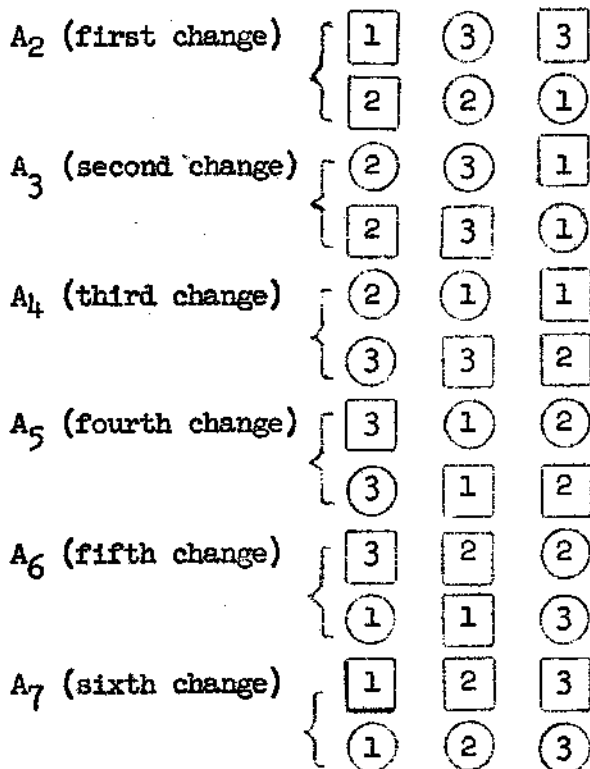 A2 (first change) 1 3 3
2 2 1
A3 (second change) 2 3 1
2 3 1
A4 (third change) 2 1 1
3 3 2
A5 (fourth change) 3 1 2
3 1 2
A6 (fifth change) 3 2 2
1 1 3
A7 (sixth change) 1 2 3
1 2 3